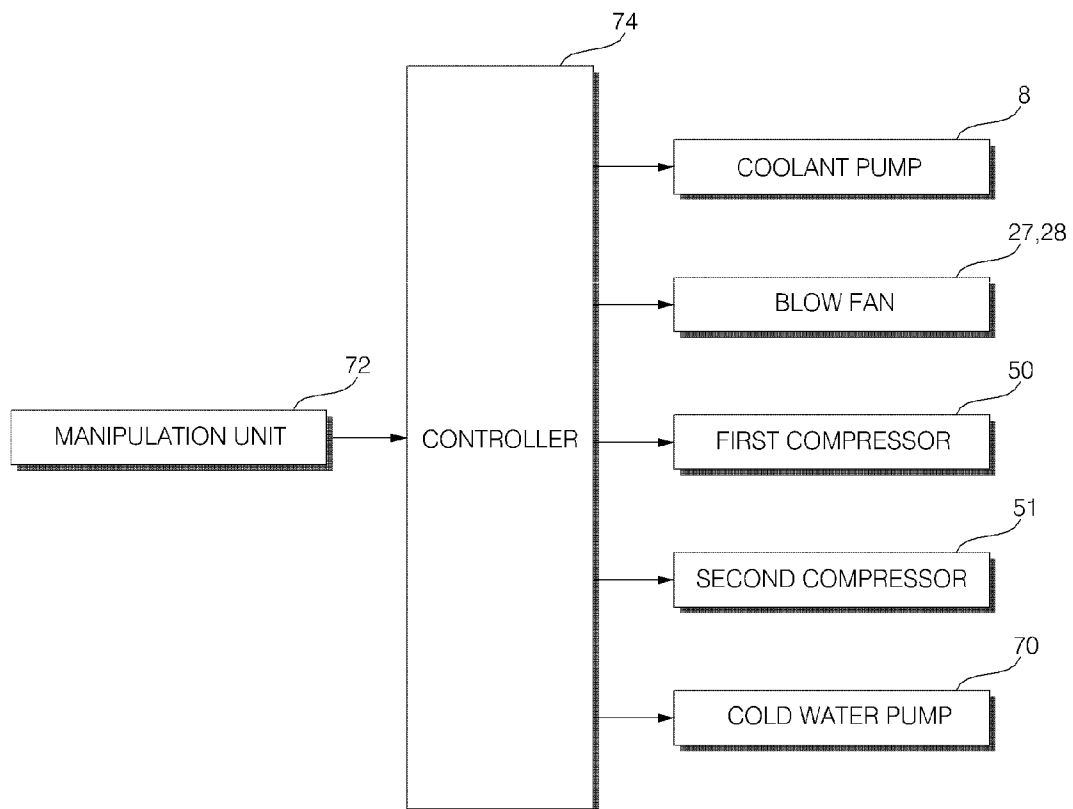 74
8
COOLANT PUMP
27,28
BLOW FAN
72
MANIPULATION UNIT
CONTROLLER
50
FIRST COMPRESSOR
51
SECOND COMPRESSOR
70
COLD WATER PUMP